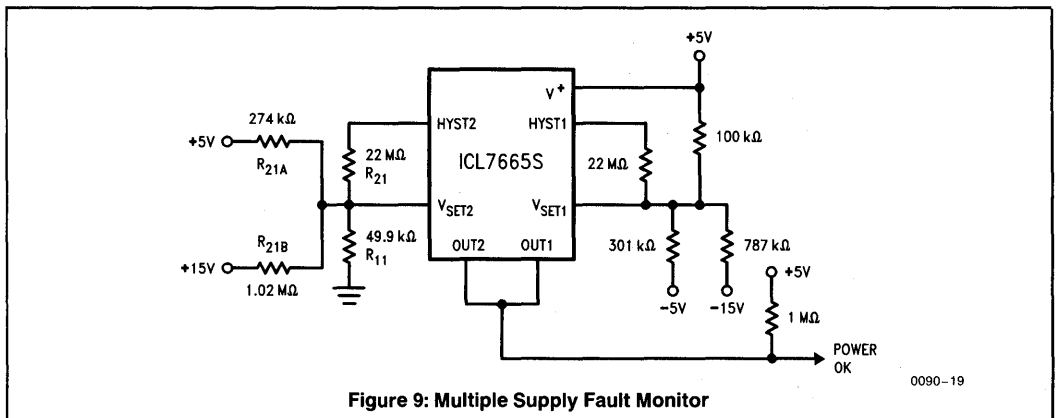 +5V
V+
274 kΩ
HYST2
HYST1
+5V
22 MΩ
ICL7665S
22 MΩ
100 kΩ
R21A
R21
VSET2
VSET1
R21B
49.9 kΩ
OUT2
OUT1
301 kΩ
787 kΩ
+15V
R11
+5V
1.02 MΩ
-5V
-15V
1 MΩ
POWER
OK
0090-19
Figure 9: Multiple Supply Fault Monitor